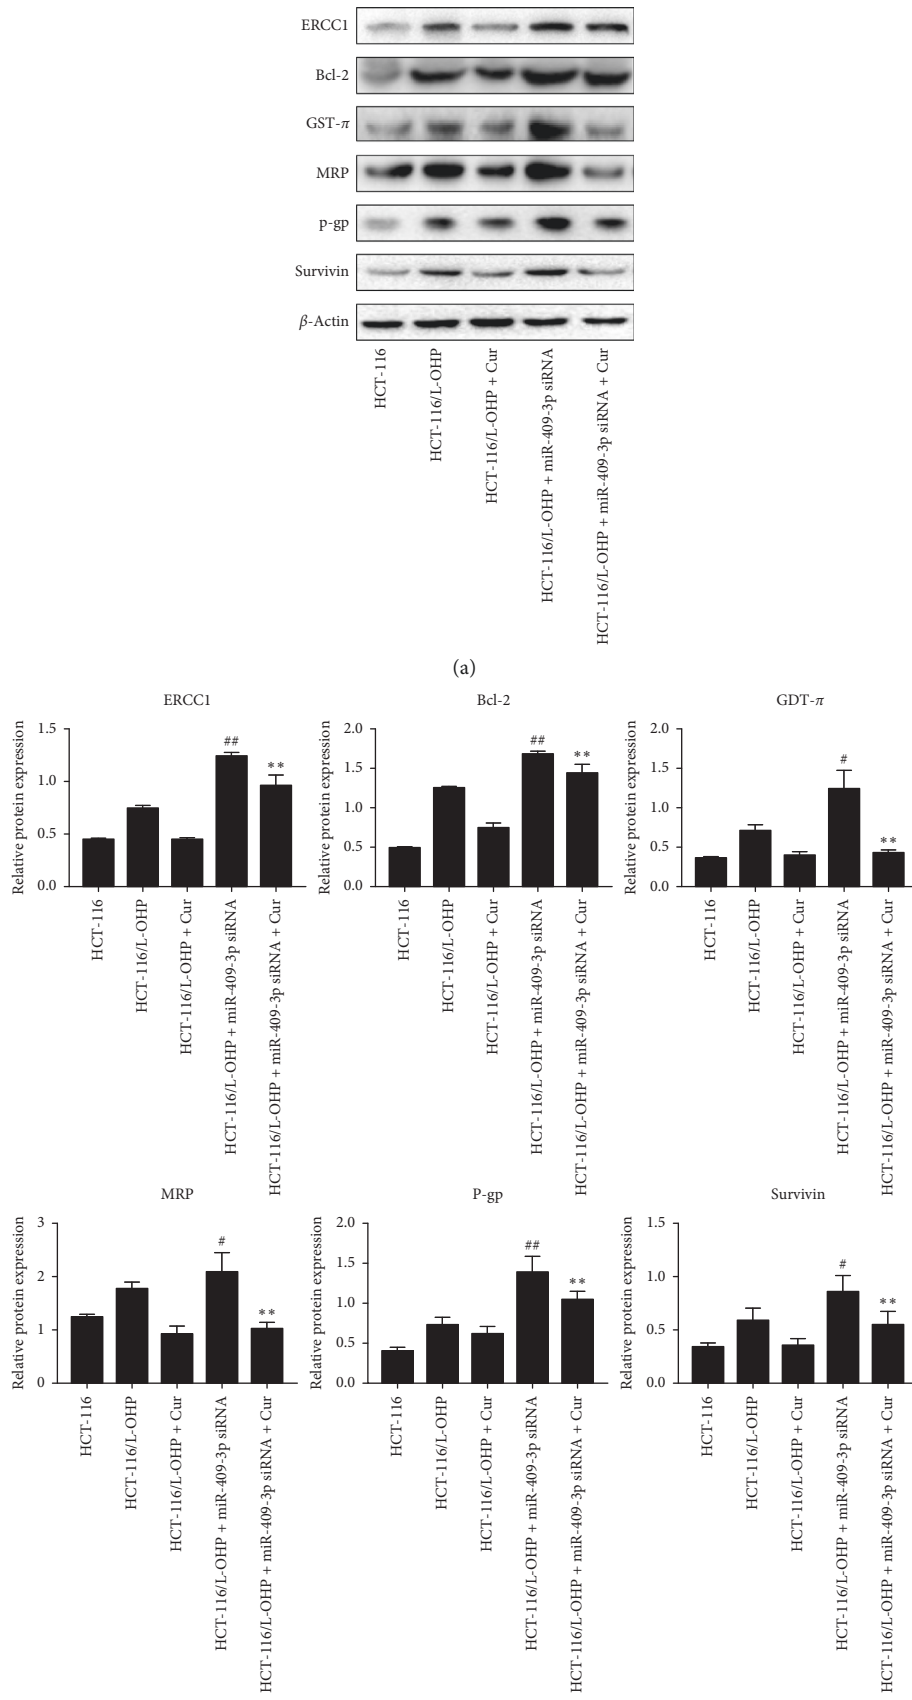 ERCC1
Bcl-2
GST-π
MRP
p-gp
Survivin
β-Actin
HCT-116
HCT-116/L-OHP
HCT-116/L-OHP + Cur
HCT-116/L-OHP + miR-409-3p siRNA
HCT-116/L-OHP + miR-409-3p siRNA + Cur
(a)
ERCC1
Relative protein expression
1.5
1.0
0.5
0.0
##
**
HCT-116
HCT-116/L-OHP
HCT-116/L-OHP + Cur
HCT-116/L-OHP + miR-409-3p siRNA
HCT-116/L-OHP + miR-409-3p siRNA + Cur
Bcl-2
Relative protein expression
2.0
1.5
1.0
0.5
0.0
##
**
HCT-116
HCT-116/L-OHP
HCT-116/L-OHP + Cur
HCT-116/L-OHP + miR-409-3p siRNA
HCT-116/L-OHP + miR-409-3p siRNA + Cur
GDT-π
Relative protein expression
2.0
1.5
1.0
0.5
0.0
#
**
HCT-116
HCT-116/L-OHP
HCT-116/L-OHP + Cur
HCT-116/L-OHP + miR-409-3p siRNA
HCT-116/L-OHP + miR-409-3p siRNA + Cur
MRP
Relative protein expression
3
2
1
0
#
**
HCT-116
HCT-116/L-OHP
HCT-116/L-OHP + Cur
HCT-116/L-OHP + miR-409-3p siRNA
HCT-116/L-OHP + miR-409-3p siRNA + Cur
P-gp
Relative protein expression
2.0
1.5
1.0
0.5
0.0
##
**
HCT-116
HCT-116/L-OHP
HCT-116/L-OHP + Cur
HCT-116/L-OHP + miR-409-3p siRNA
HCT-116/L-OHP + miR-409-3p siRNA + Cur
Survivin
Relative protein expression
1.5
1.0
0.5
0.0
#
**
HCT-116
HCT-116/L-OHP
HCT-116/L-OHP + Cur
HCT-116/L-OHP + miR-409-3p siRNA
HCT-116/L-OHP + miR-409-3p siRNA + Cur